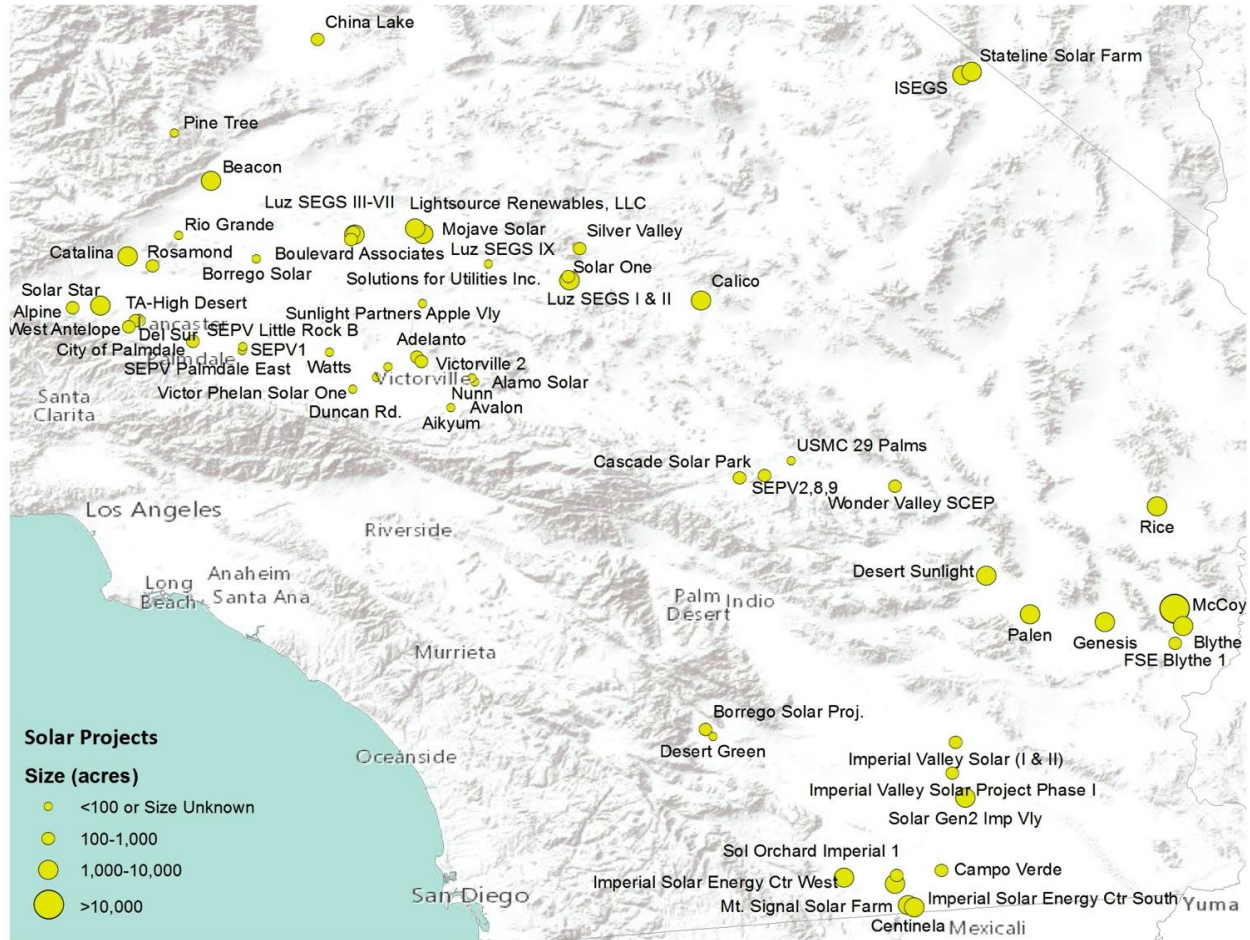 China Lake
Stateline Solar Farm
ISEGS
Pine Tree
Beacon
Luz SEGS III-VII
Lightsource Renewables, LLC
Rio Grande
Mojave Solar
Silver Valley
Catalina
Rosamond
Boulevard Associates
Luz SEGS IX
Borrego Solar
Solutions for Utilities Inc.
Solar One
Calico
Solar Star
Luz SEGS I & II
TA-High Desert
Alpine
Sunlight Partners Apple Vly
Lancaster
West Antelope
Del Sur
SEPV Little Rock B
Adelanto
City of Palmdale
SEPV1
Palmdale
SEPV Palmdale East
Watts
Victorville 2
Victorville
Alamo Solar
Victor Phelan Solar One
Nunn
Santa
Clarita
Duncan Rd.
Avalon
Aikyum
USMC 29 Palms
Cascade Solar Park
SEPV2,8,9
Wonder Valley SCEP
Los Angeles
Riverside
Rice
Desert Sunlight
Anaheim
Long
Beach
Santa Ana
Palm
Desert
Indio
McCoy
Palen
Genesis
Blythe
FSE Blythe 1
Murrieta
Borrego Solar Proj.
Desert Green
Oceanside
Imperial Valley Solar (I & II)
Imperial Valley Solar Project Phase I
Solar Gen2 Imp Vly
Sol Orchard Imperial 1
Campo Verde
Imperial Solar Energy Ctr West
San Diego
Mt. Signal Solar Farm
Imperial Solar Energy Ctr South
Yuma
Centinela
Mexicali
Solar Projects
Size (acres)
<100 or Size Unknown
100-1,000
1,000-10,000
>10,000